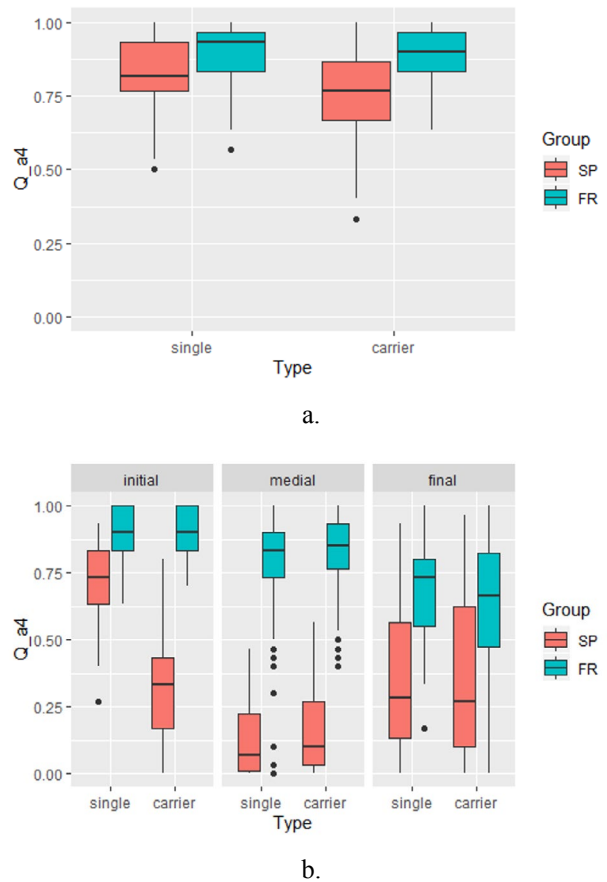 1.00
0.75
0.50
0.25
0.00
Q_a4
single carrier
Type
Group
SP
FR
a.
initial medial final
1.00
0.75
0.50
0.25
0.00
Q_a4
single carrier single carrier single carrier
Type
Group
SP
FR
b.